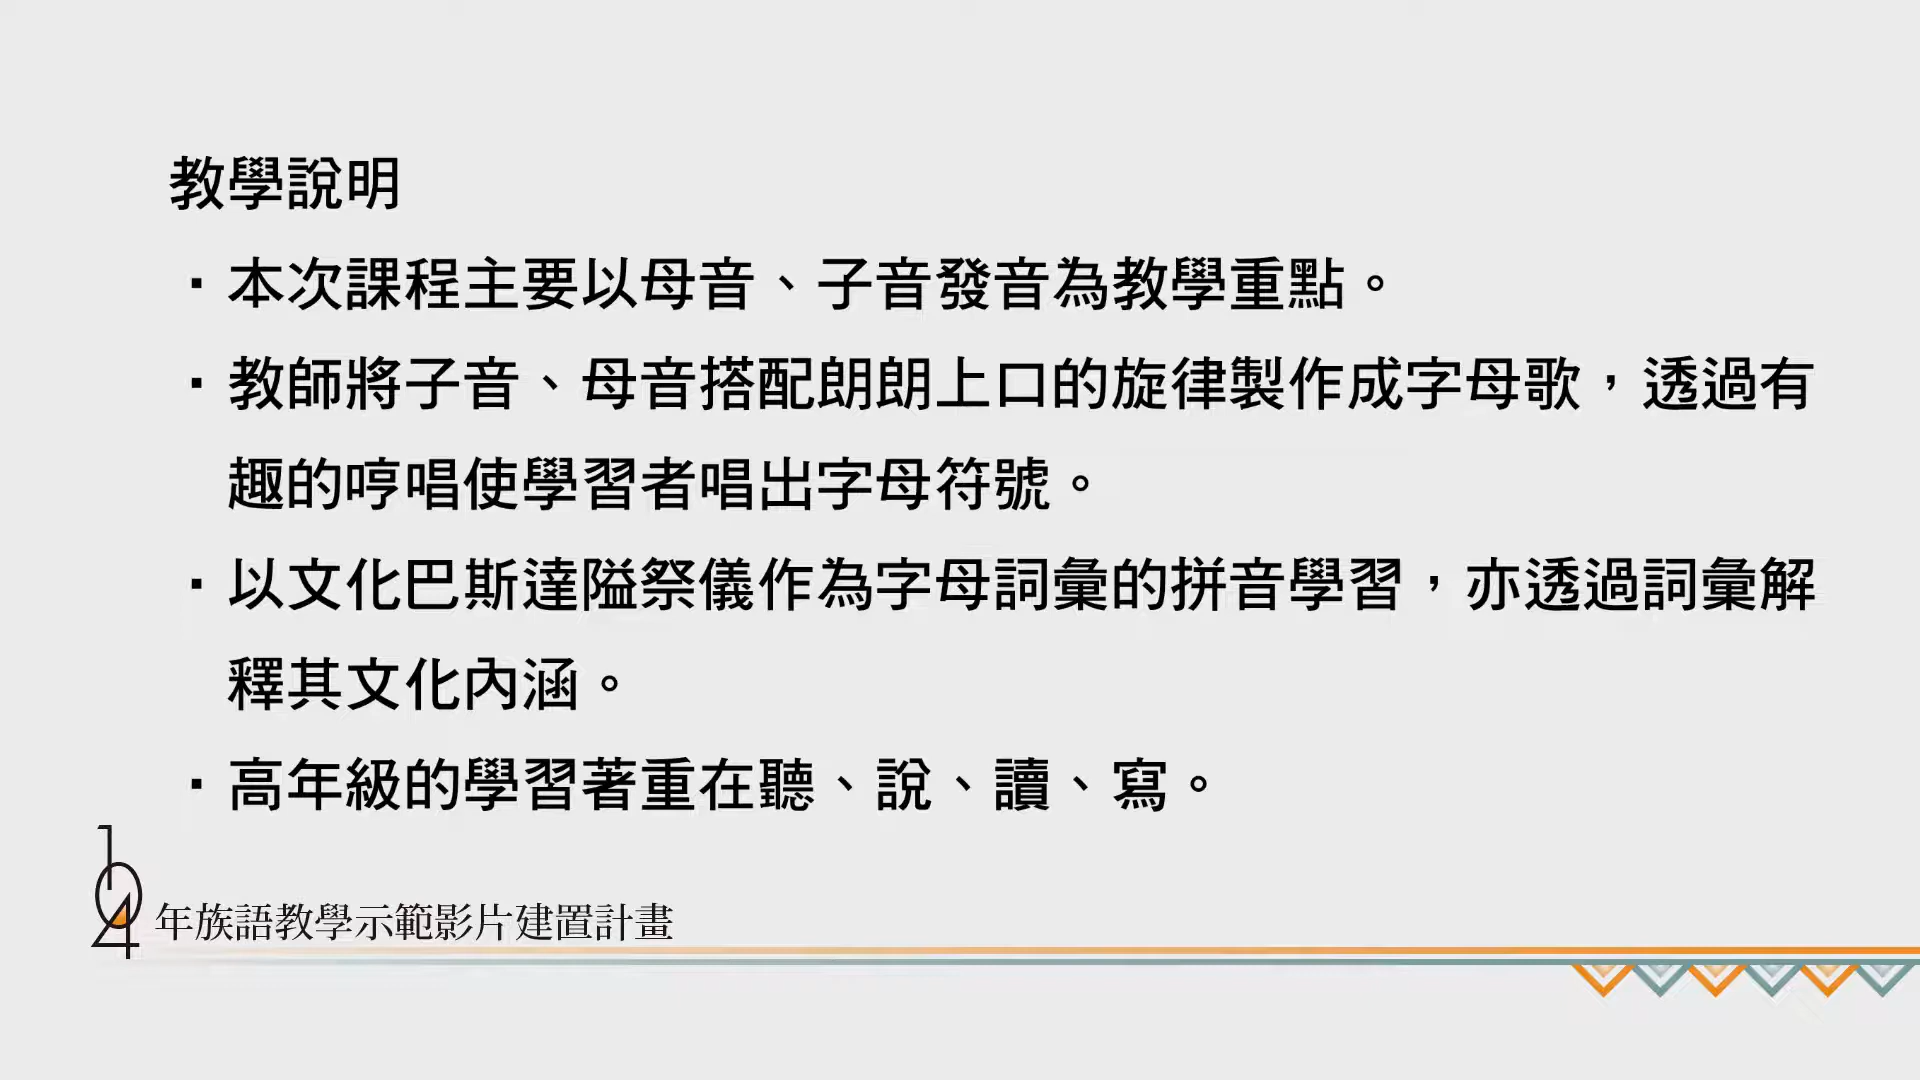 教學說明
▪本次課程主要以母音、子音發音為教學重點。
▪教師將子音、母音搭配朗朗上口的旋律製作成字母歌，透過有
趣的哼唱使學習者唱出字母符號。
▪以文化巴斯達隘祭儀作為字母詞彙的拼音學習，亦透過詞彙解
釋其文化內涵。
▪高年級的學習著重在聽、說、讀、寫。
104年族語教學示範影片建置計畫